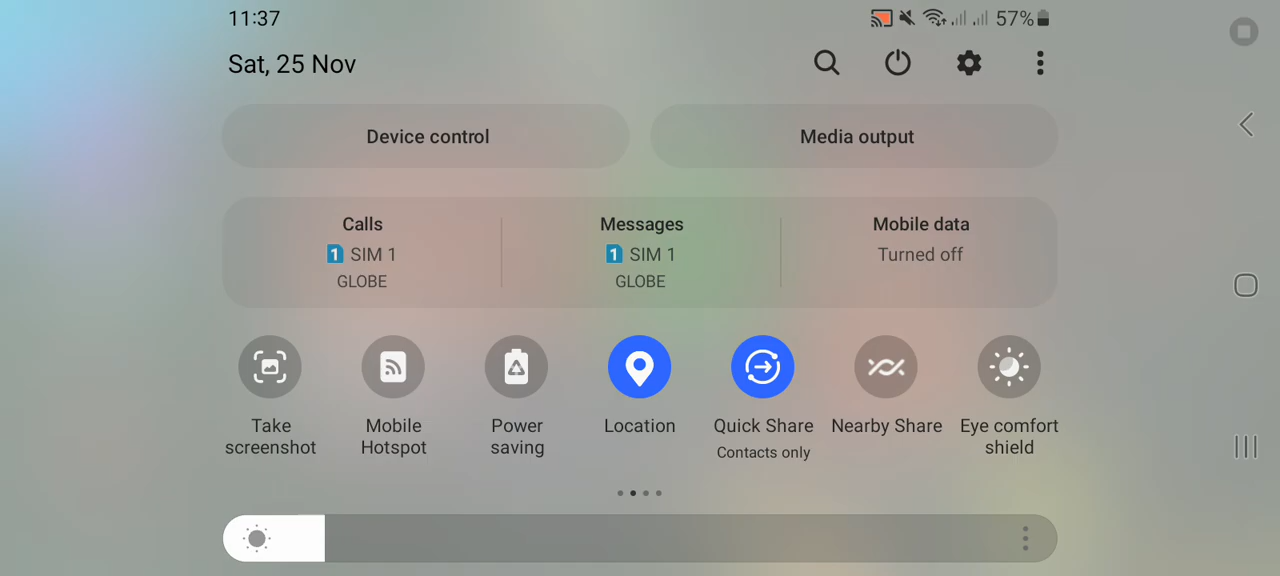 11:37
57%
Sat, 25 Nov
Device control
Media output
Calls
1 SIM 1
GLOBE
Messages
1 SIM 1
GLOBE
Mobile data
Turned off
Take
screenshot
Mobile
Hotspot
Power
saving
Location
Quick Share
Contacts only
Nearby Share
Eye comfort
shield